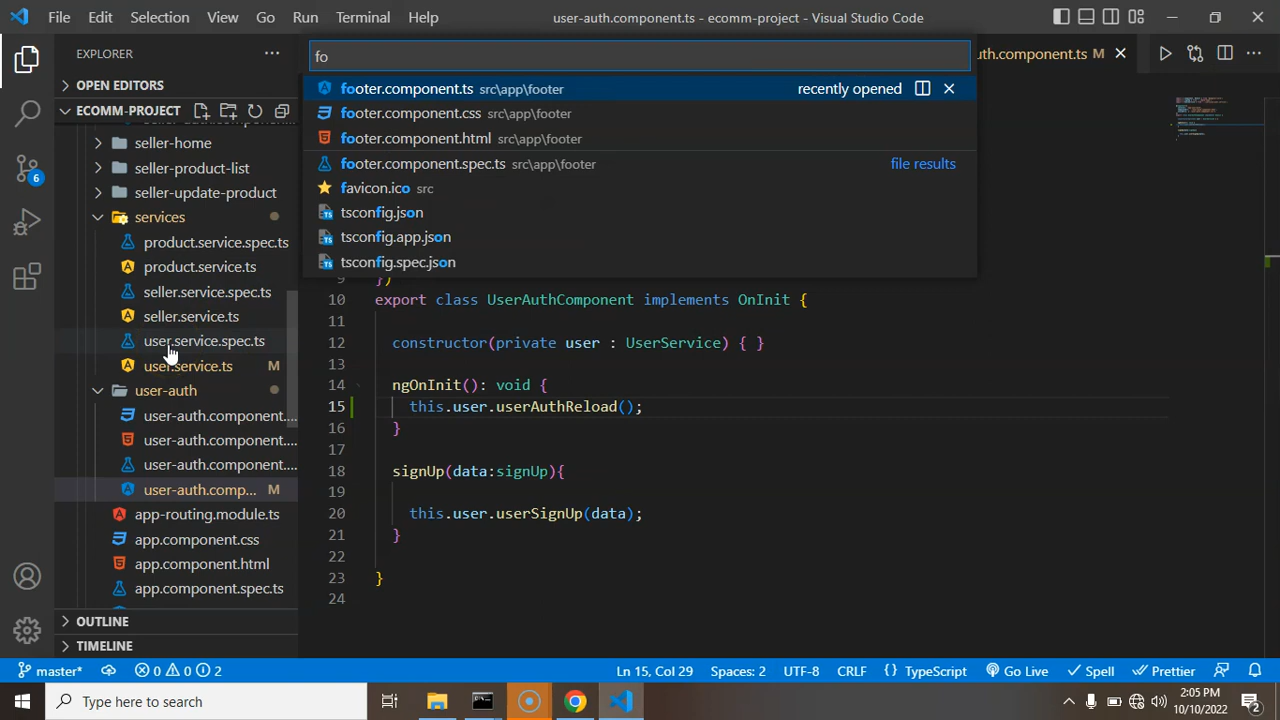 File Edit Selection View Go Run Terminal Help user-auth.component.ts - ecomm-project - Visual Studio Code
EXPLORER
OPEN EDITORS
ECOMM-PROJECT
seller-home
seller-product-list
seller-update-product
services
product.service.spec.ts
product.service.ts
seller.service.spec.ts
seller.service.ts
user.service.spec.ts
user.service.ts M
user-auth
user-auth.component....
user-auth.component....
user-auth.component....
user-auth.comp... M
app-routing.module.ts
app.component.css
app.component.html
app.component.spec.ts
OUTLINE
TIMELINE
6
th.component.ts M
fo
footer.component.ts src\app\footer recently opened
footer.component.css src\app\footer
footer.component.html src\app\footer
footer.component.spec.ts src\app\footer file results
favicon.ico src
tsconfig.json
tsconfig.app.json
tsconfig.spec.json
9 })
10 export class UserAuthComponent implements OnInit {
11
12 constructor(private user : UserService) { }
13
14 ngOnInit(): void {
15 this.user.userAuthReload();
16 }
17
18 signUp(data:signUp){
19
20 this.user.userSignUp(data);
21 }
22
23 }
24
master* 0 0 2 Ln 15, Col 29 Spaces: 2 UTF-8 CRLF { } TypeScript Go Live Spell Prettier
Type here to search
2:05 PM
10/10/2022
2